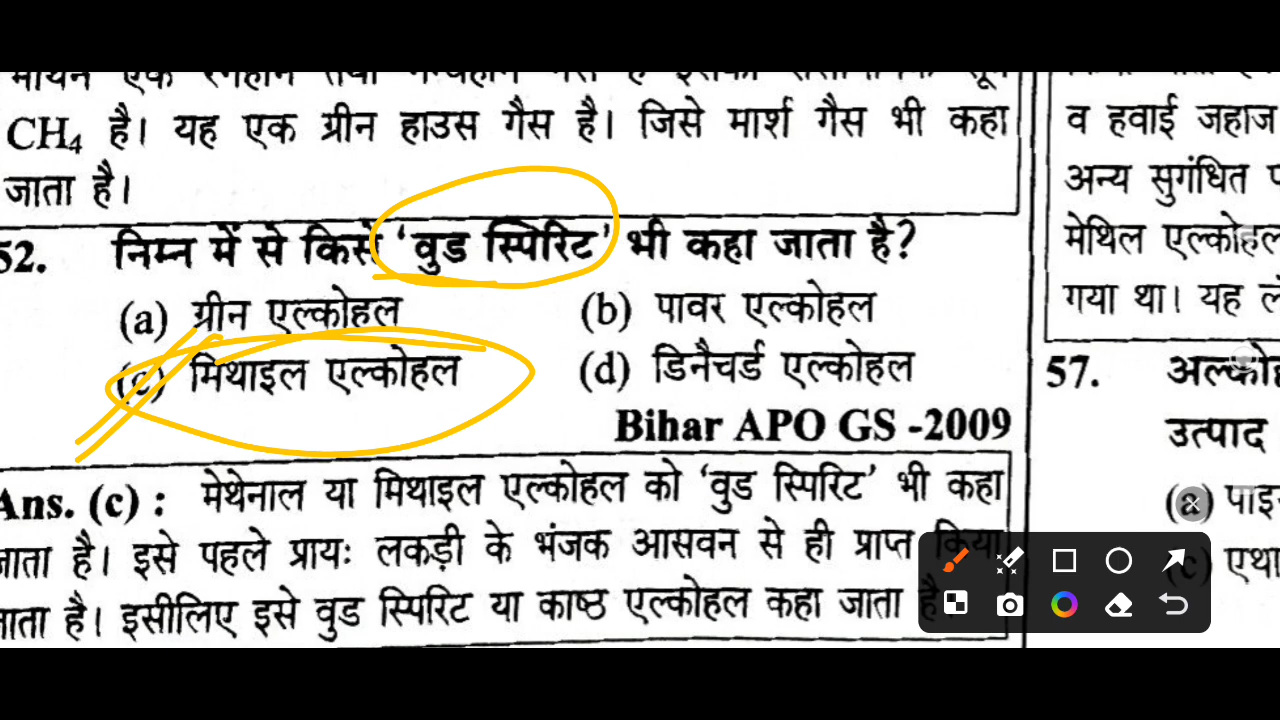 CH₄ है। यह एक ग्रीन हाउस गैस है। जिसे मार्श गैस भी कहा
जाता है।
52. निम्न में से किसे 'वुड स्पिरिट' भी कहा जाता है?
(a) ग्रीन एल्कोहल (b) पावर एल्कोहल
(c) मिथाइल एल्कोहल (d) डिनैचर्ड एल्कोहल
Bihar APO GS -2009
Ans. (c) : मेथेनाल या मिथाइल एल्कोहल को 'वुड स्पिरिट' भी कहा
जाता है। इसे पहले प्रायः लकड़ी के भंजक आसवन से ही प्राप्त किया
जाता है। इसीलिए इसे वुड स्पिरिट या काष्ठ एल्कोहल कहा जाता है
व हवाई जहाज
अन्य सुगंधित
मेथिल एल्कोहल
गया था। यह
57.
उत्पाद
(a)
(c)